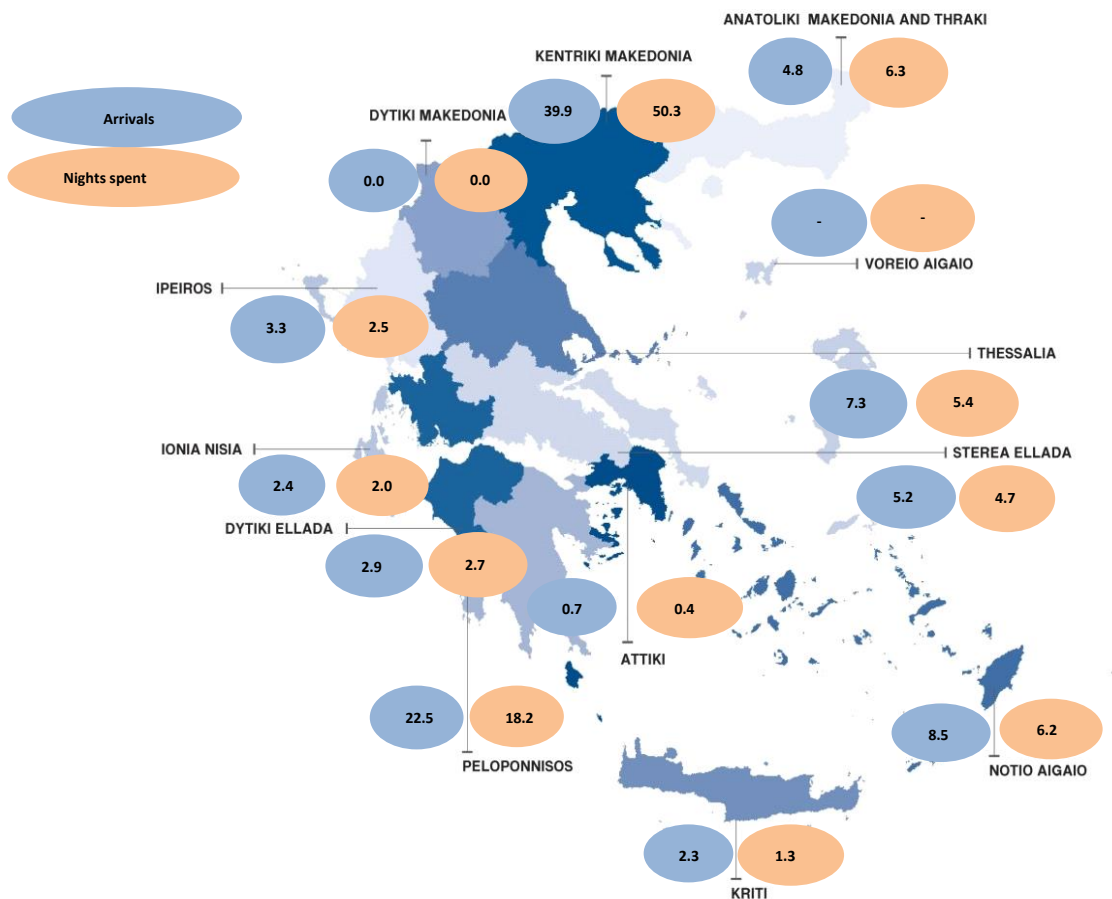 ANATOLIKI MAKEDONIA AND THRAKI
4.8 6.3
KENTRIKI MAKEDONIA
39.9 50.3
Arrivals
Nights spent
DYTIKI MAKEDONIA
0.0 0.0
- -
VOREIO AIGAIO
IPEIROS
3.3 2.5
THESSALIA
7.3 5.4
IONIA NISIA
2.4 2.0
STEREA ELLADA
5.2 4.7
DYTIKI ELLADA
2.9 2.7
0.7 0.4
ATTIKI
22.5 18.2
PELOPONNISOS
8.5 6.2
NOTIO AIGAIO
2.3 1.3
KRITI